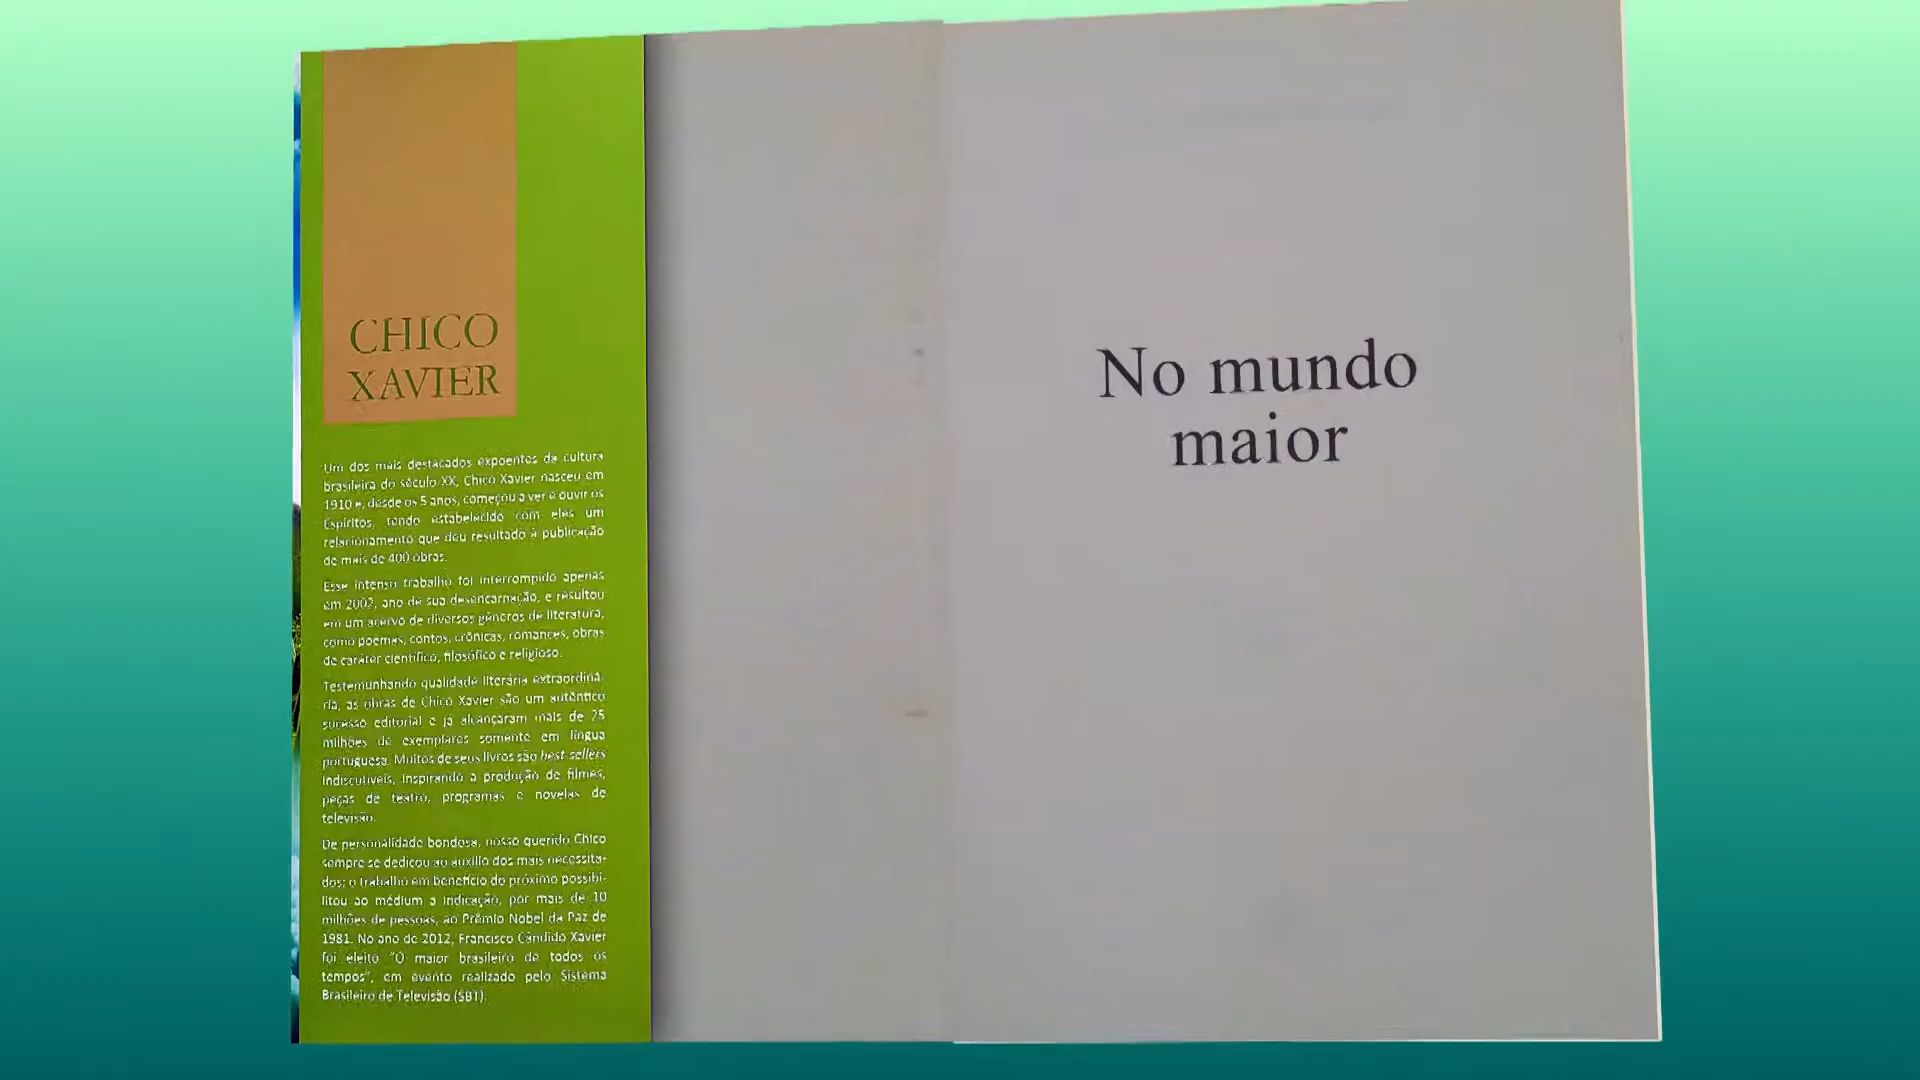 CHICO
XAVIER
Um dos mais destacados expoentes da cultura
brasileira do século XX, Chico Xavier nasceu em
1910 e, desde os 5 anos, começou a ver e ouvir os
Espíritos, tendo estabelecido com eles um
relacionamento que deu resultado à publicação
de mais de 400 obras.
Esse intenso trabalho foi interrompido apenas
em 2002, ano de sua desencarnação, e resultou
em um acervo de diversos gêneros de literatura,
como poemas, contos, crônicas, romances, obras
de caráter científico, filosófico e religioso.
Testemunhando qualidade literária extraordiná-
ria, as obras de Chico Xavier são um autêntico
sucesso editorial e já alcançaram mais de 25
milhões de exemplares somente em língua
portuguesa. Muitos de seus livros são best-sellers
indiscutíveis, inspirando a produção de filmes,
peças de teatro, programas e novelas de
televisão.
De personalidade bondosa, nosso querido Chico
sempre se dedicou ao auxílio dos mais necessita-
dos; o trabalho em benefício do próximo possibi-
litou ao médium a indicação, por mais de 10
milhões de pessoas, ao Prêmio Nobel da Paz de
1981. No ano de 2012, Francisco Cândido Xavier
foi eleito "O maior brasileiro de todos os
tempos", em evento realizado pelo Sistema
Brasileiro de Televisão (SBT).
No mundo
maior